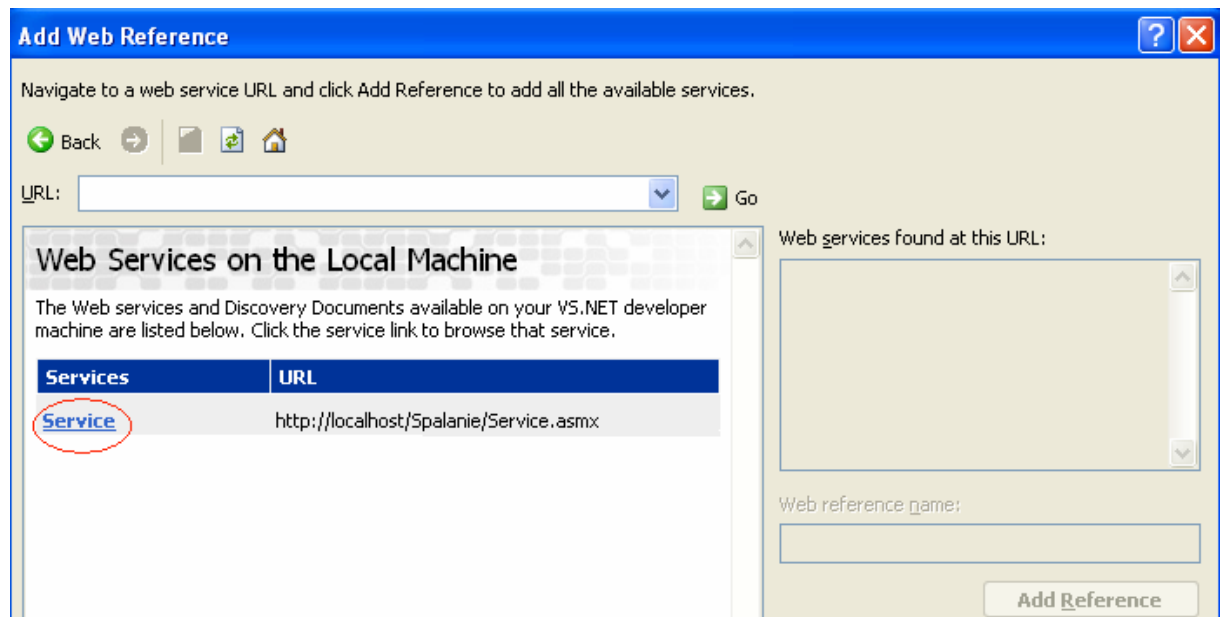 Add Web Reference
Navigate to a web service URL and click Add Reference to add all the available services.
Back
URL:
Go
Web Services on the Local Machine
The Web services and Discovery Documents available on your VS.NET developer
machine are listed below. Click the service link to browse that service.
Services URL
Service http://localhost/Spalanie/Service.asmx
Web services found at this URL:
Web reference name:
Add Reference